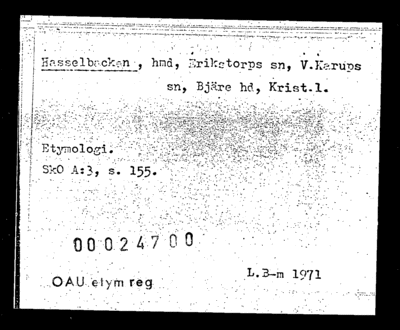 Hasselbacken, hmd, Erikstorps sn, V.Karups
sn, Bjäre hd, Krist.l.
Etymologi.
SkO A:3, s. 155.
00024700
OAU etym reg
L.B-m 1971